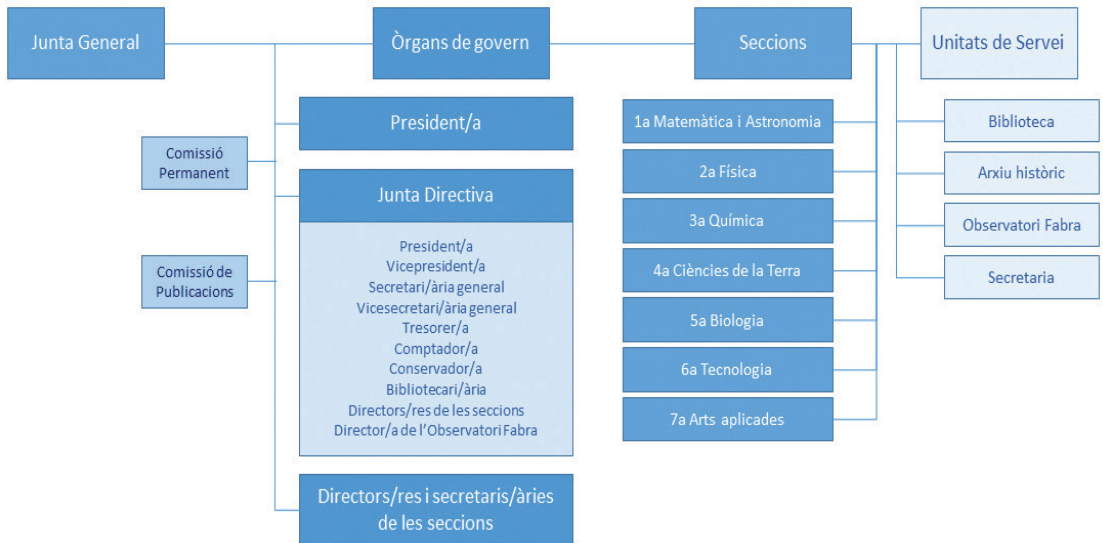 Junta General
Òrgans de govern
Seccions
Unitats de Servei
President/a
Comissió
Permanent
Junta Directiva
President/a
Vicepresident/a
Secretari/ària general
Vicesecretari/ària general
Tresorer/a
Comptador/a
Conservador/a
Bibliotecari/ària
Directors/res de les seccions
Director/a de l'Observatori Fabra
Comissió de
Publicacions
Directors/res i secretaris/àries
de les seccions
1a Matemàtica i Astronomia
2a Física
3a Química
4a Ciències de la Terra
5a Biologia
6a Tecnologia
7a Arts aplicades
Biblioteca
Arxiu històric
Observatori Fabra
Secretaria